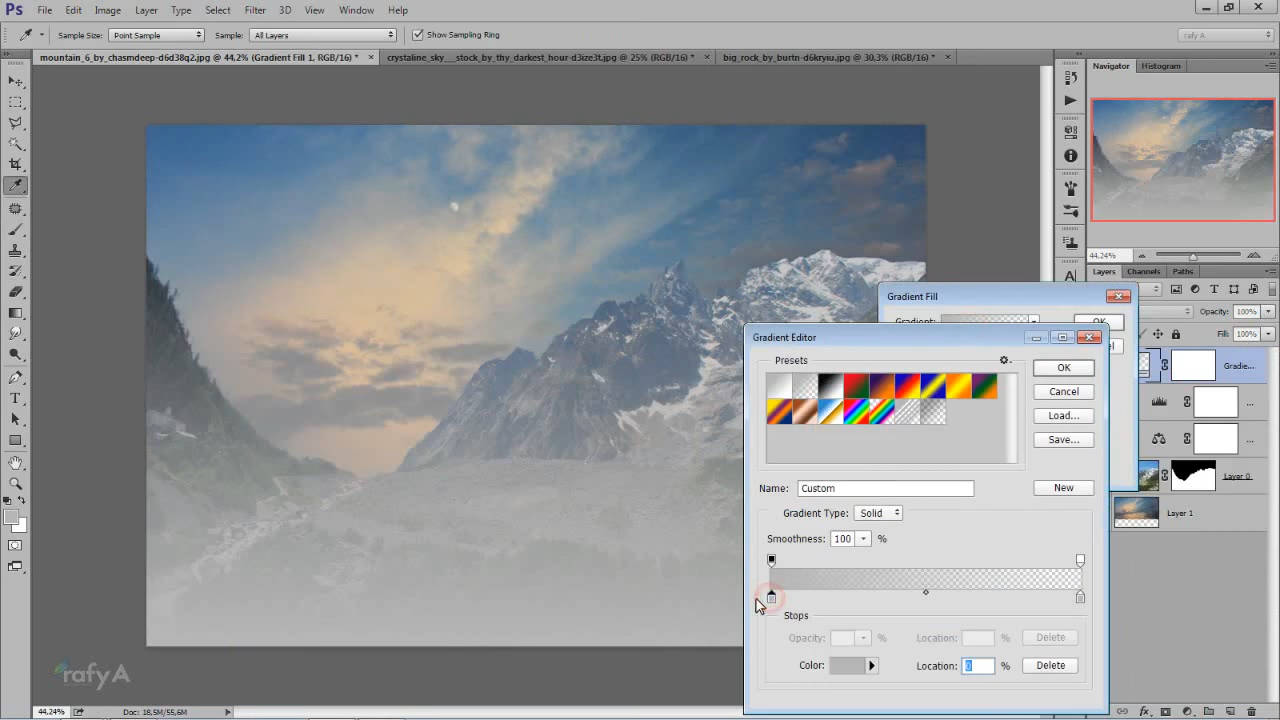 Ps File Edit Image Layer Type Select Filter 3D View Window Help
Sample Size: Point Sample Sample: All Layers Show Sampling Ring rafy A
mountain_6_by_chasmdeep-d6d38q2.jpg @ 44,2% (Gradient Fill 1, RGB/16) * × crystaline_sky__stock_by_thy_darkest_hour-d3ize3t.jpg @ 25% (RGB/16) * × big_rock_by_burtn-d6kryiu.jpg @ 30,3% (RGB/16) * ×
Navigator Histogram
44,24%
Layers Channels Paths
Opacity: 100%
Fill: 100%
Gradie...
...
...
Layer 0
Layer 1
Gradient Fill
Gradient:
OK
Gradient Editor
Presets
OK
Cancel
Load...
Save...
Name: Custom New
Gradient Type: Solid
Smoothness: 100 %
Stops
Opacity: % Location: % Delete
Color: Location: 0 % Delete
rafy A
44,24% Doc: 18,5M/55,6M